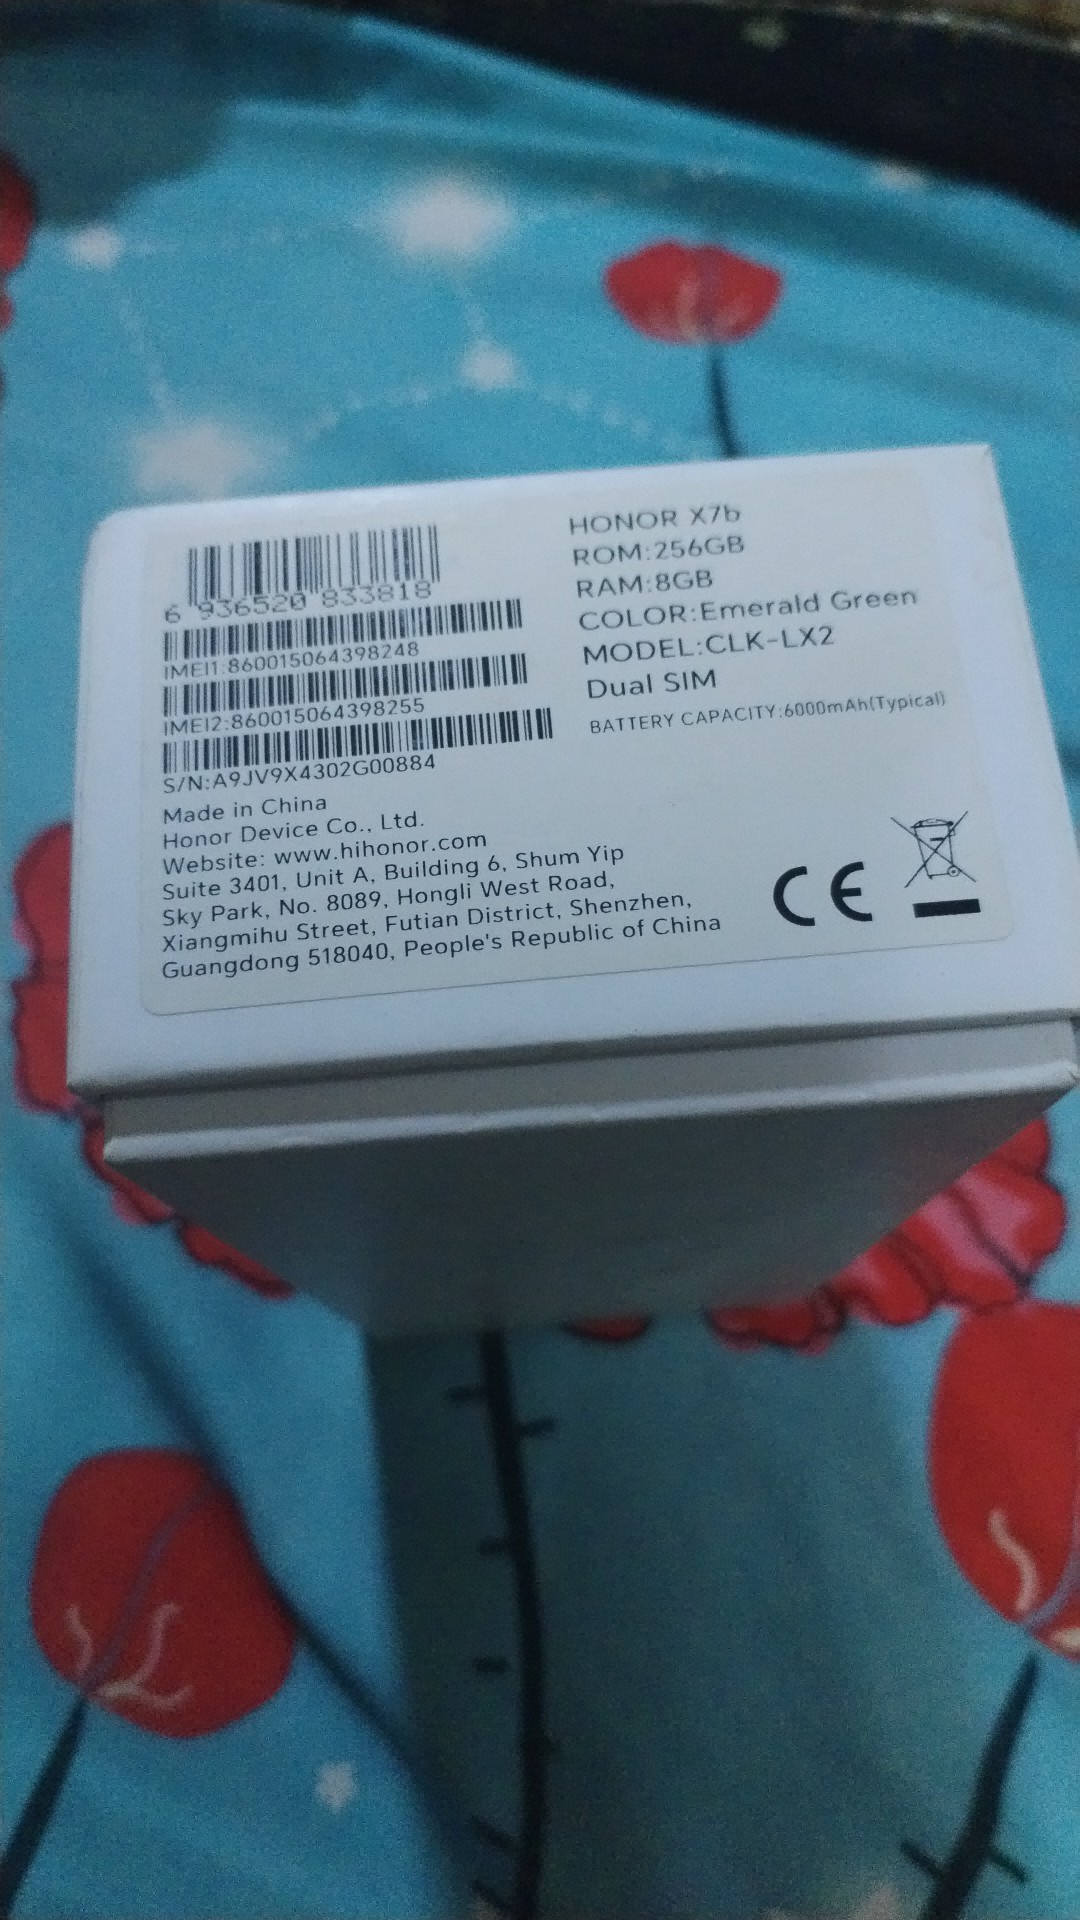 6 936520 833818
IMEI1:860015064398248
IMEI2:860015064398255
S/N:A9JV9X4302G00884
Made in China
Honor Device Co., Ltd.
Website: www.hihonor.com
Suite 3401, Unit A, Building 6, Shum Yip
Sky Park, No. 8089, Hongli West Road,
Xiangmihu Street, Futian District, Shenzhen,
Guangdong 518040, People's Republic of China
HONOR X7b
ROM:256GB
RAM:8GB
COLOR:Emerald Green
MODEL:CLK-LX2
Dual SIM
BATTERY CAPACITY:6000mAh(Typical)
CE